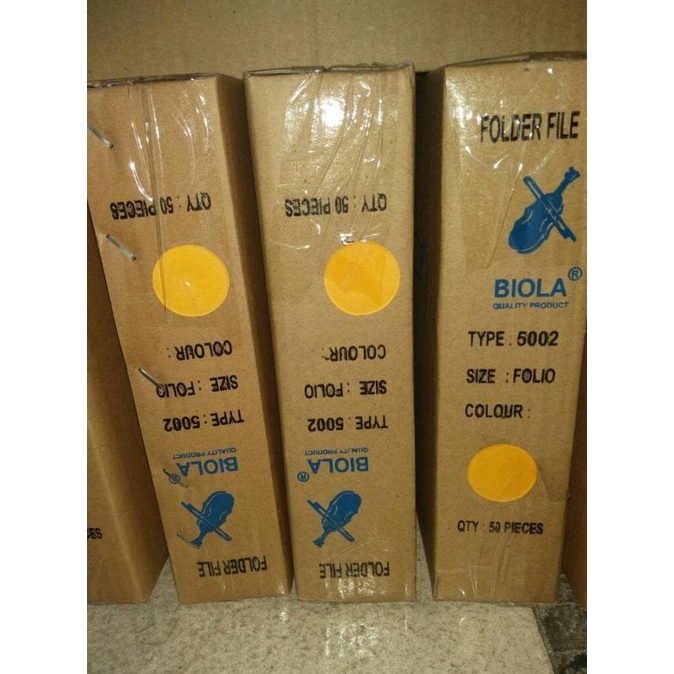 CES
FOLDER FILE
BIOLA®
QUALITY PRODUCT
TYPE : 5002
SIZE : FOLIO
COLOUR :
QTY : 50 PIECES
FOLDER FILE
BIOLA®
QUALITY PRODUCT
TYPE : 5002
SIZE : FOLIO
COLOUR :
QTY : 50 PIECES
FOLDER FILE
BIOLA®
QUALITY PRODUCT
TYPE : 5002
SIZE : FOLIO
COLOUR :
QTY : 50 PIECES